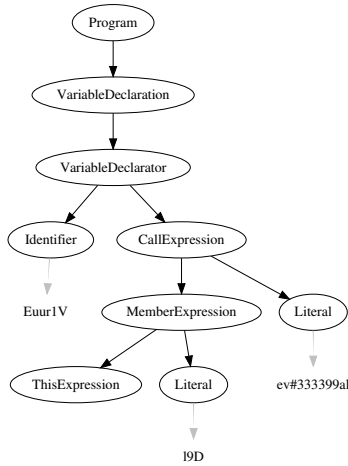 Program
VariableDeclaration
VariableDeclarator
Identifier CallExpression
Euur1V MemberExpression Literal
ThisExpression Literal ev#333399al
l9D